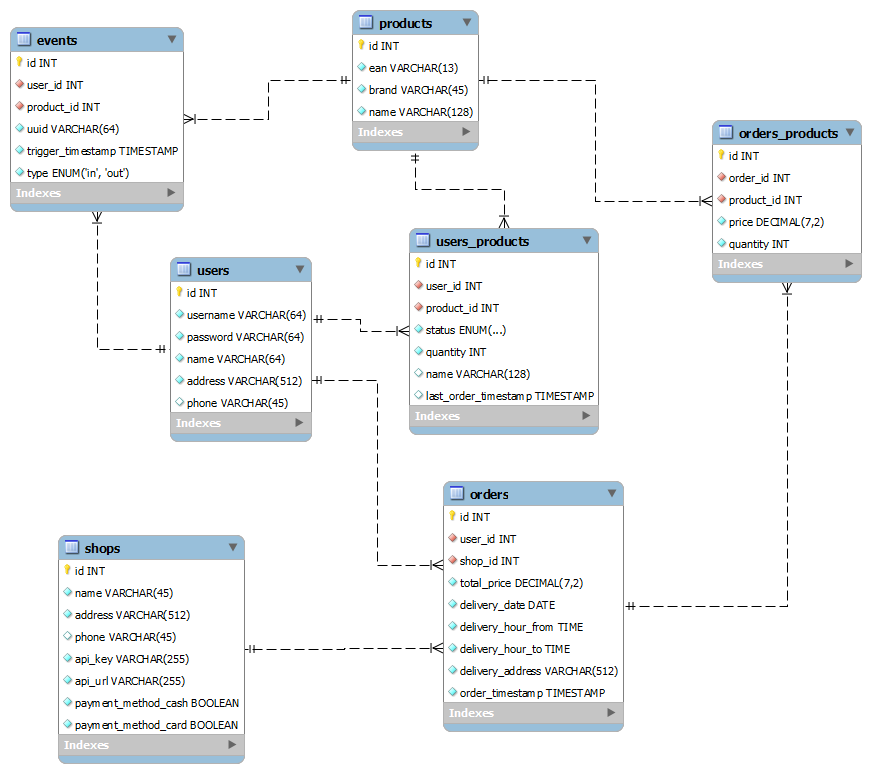 products
id INT
ean VARCHAR(13)
brand VARCHAR(45)
name VARCHAR(128)
Indexes
events
id INT
user_id INT
product_id INT
uuid VARCHAR(64)
trigger_timestamp TIMESTAMP
type ENUM('in', 'out')
Indexes
orders_products
id INT
order_id INT
product_id INT
price DECIMAL(7,2)
quantity INT
Indexes
users_products
id INT
user_id INT
product_id INT
status ENUM(...)
quantity INT
name VARCHAR(128)
last_order_timestamp TIMESTAMP
Indexes
users
id INT
username VARCHAR(64)
password VARCHAR(64)
name VARCHAR(64)
address VARCHAR(512)
phone VARCHAR(45)
Indexes
orders
id INT
user_id INT
shop_id INT
total_price DECIMAL(7,2)
delivery_date DATE
delivery_hour_from TIME
delivery_hour_to TIME
delivery_address VARCHAR(512)
order_timestamp TIMESTAMP
Indexes
shops
id INT
name VARCHAR(45)
address VARCHAR(512)
phone VARCHAR(45)
api_key VARCHAR(255)
api_url VARCHAR(255)
payment_method_cash BOOLEAN
payment_method_card BOOLEAN
Indexes